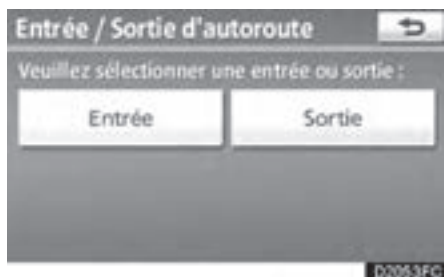 Entrée / Sortie d'autoroute
Veuillez sélectionner une entrée ou sortie :
Entrée Sortie
D2053FC